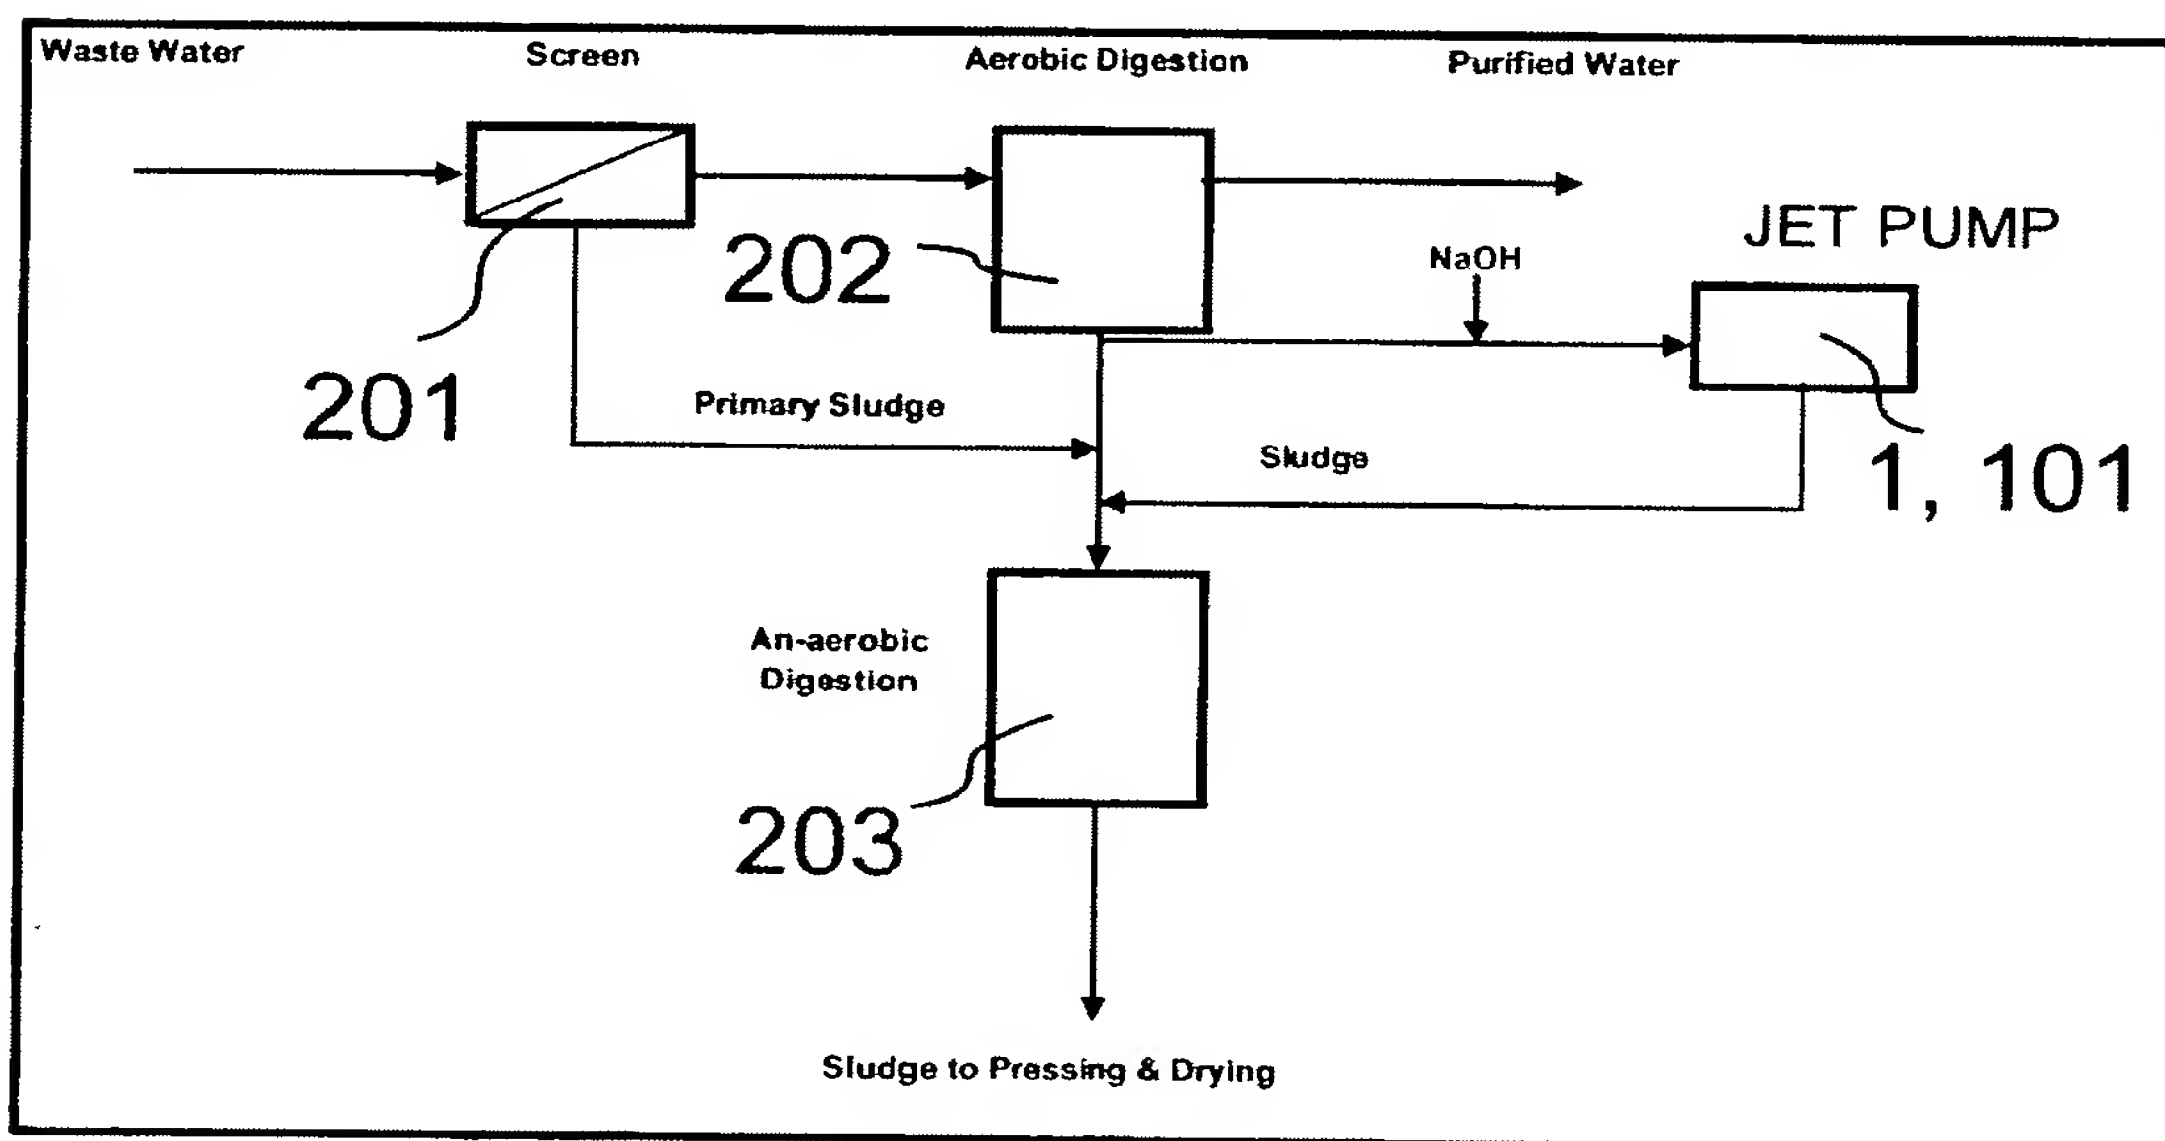 Waste Water
Screen
Aerobic Digestion
Purified Water
JET PUMP
202
NaOH
201
Primary Sludge
Sludge
1, 101
An-aerobic
Digestion
203
Sludge to Pressing & Drying